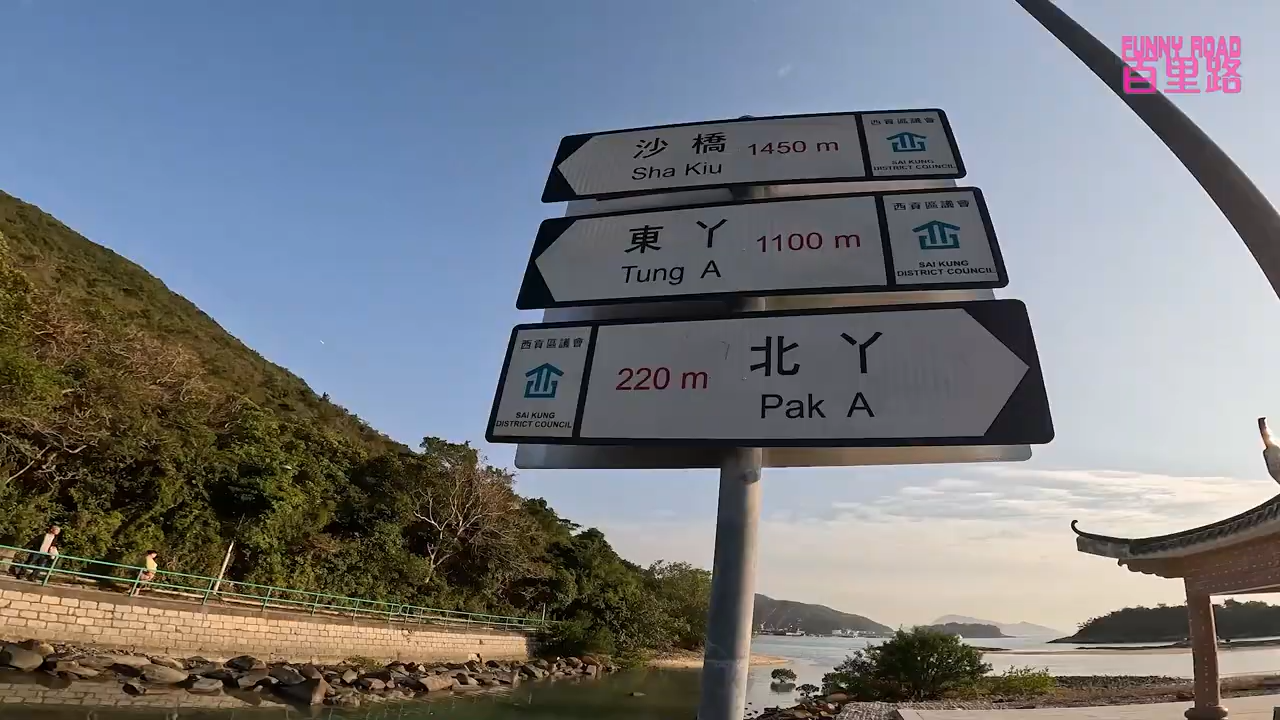 FUNNY ROAD
百里路
沙橋 1450 m
Sha Kiu
西貢區議會
SAI KUNG
DISTRICT COUNCIL
東丫 1100 m
Tung A
西貢區議會
SAI KUNG
DISTRICT COUNCIL
西貢區議會
SAI KUNG
DISTRICT COUNCIL
220 m 北丫
Pak A